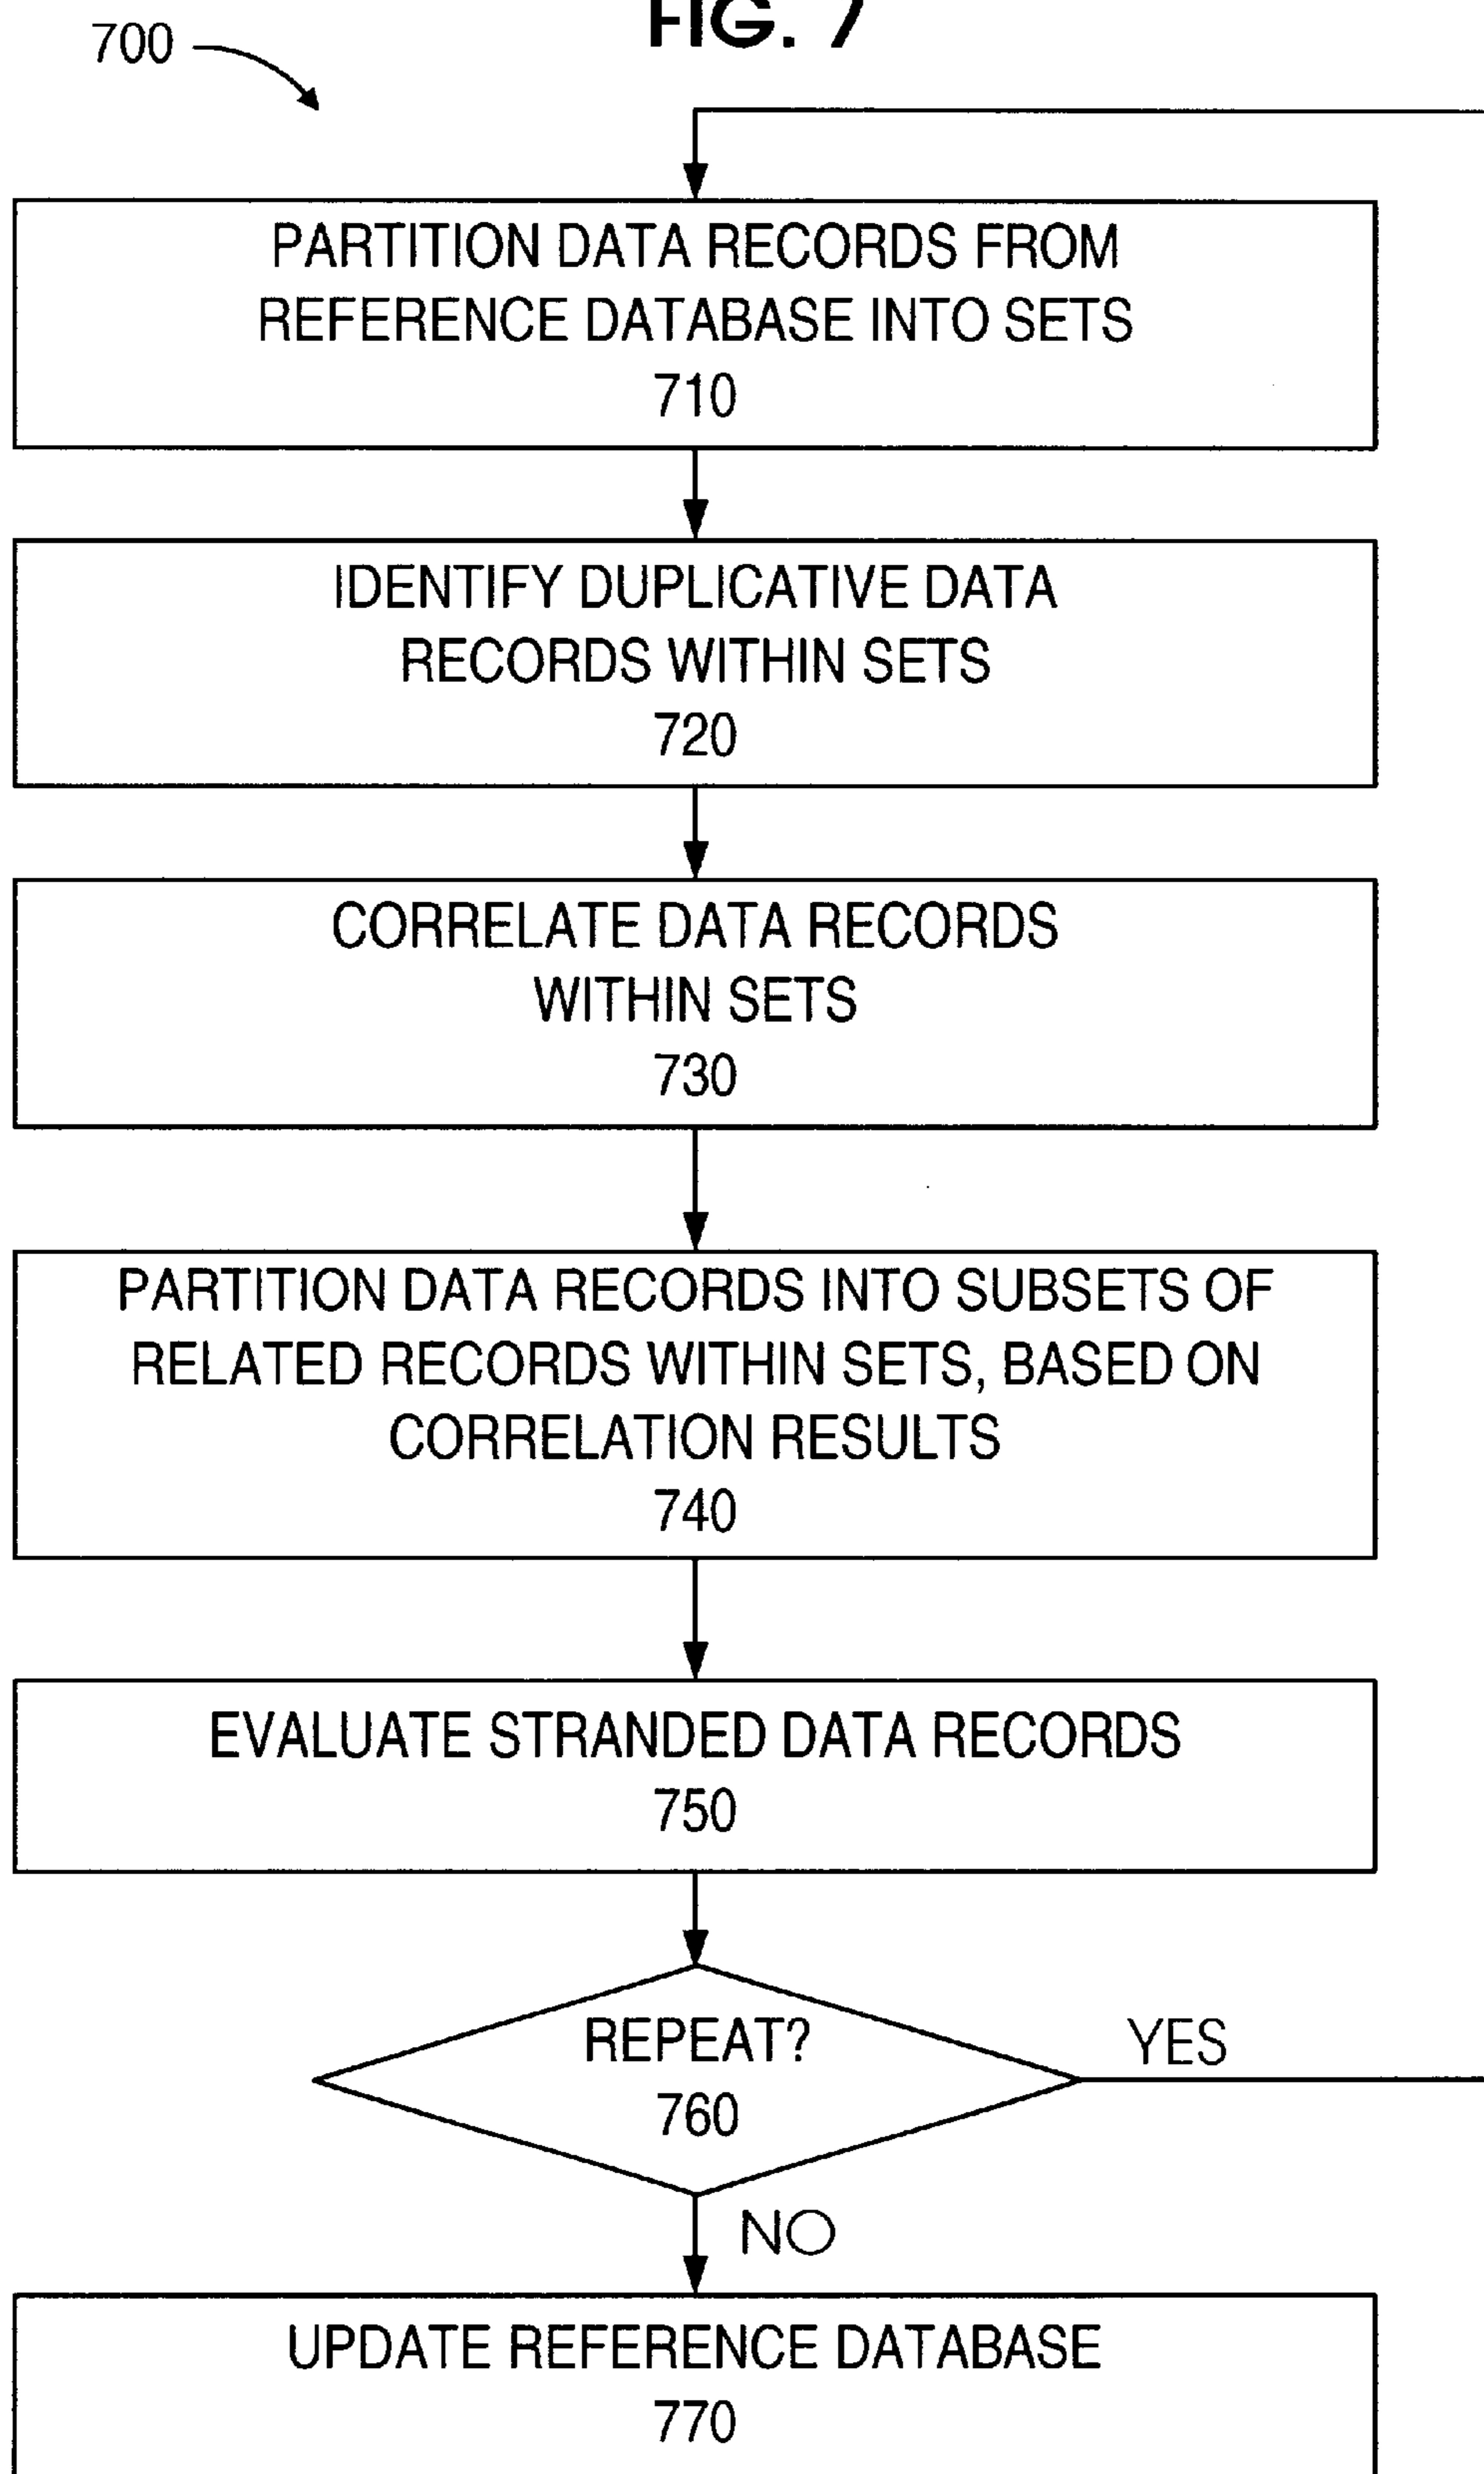 FIG. 7
700
PARTITION DATA RECORDS FROM
REFERENCE DATABASE INTO SETS
710
IDENTIFY DUPLICATIVE DATA
RECORDS WITHIN SETS
720
CORRELATE DATA RECORDS
WITHIN SETS
730
PARTITION DATA RECORDS INTO SUBSETS OF
RELATED RECORDS WITHIN SETS, BASED ON
CORRELATION RESULTS
740
EVALUATE STRANDED DATA RECORDS
750
REPEAT?
760
YES
NO
UPDATE REFERENCE DATABASE
770